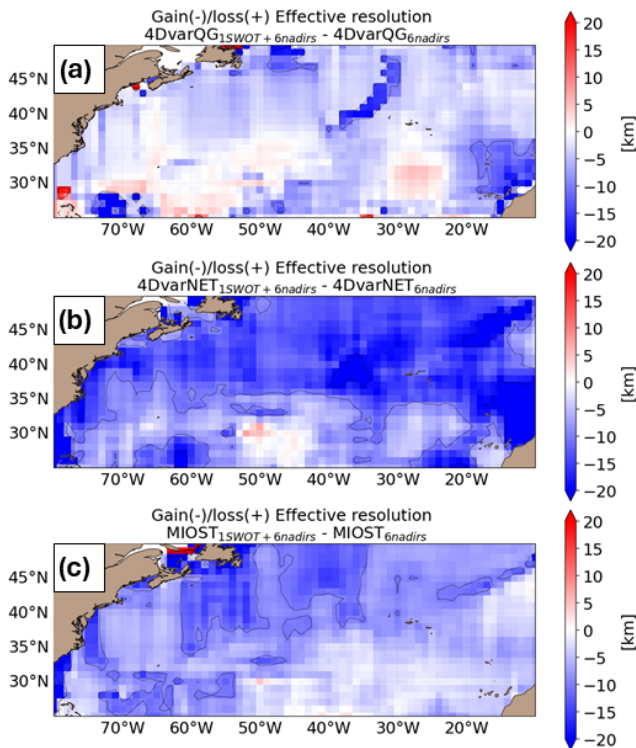 Gain(-)/loss(+) Effective resolution
4DvarQG1SWOT+6nadirs - 4DvarQG6nadirs
(a)
45°N
40°N
35°N
30°N
70°W 60°W 50°W 40°W 30°W 20°W
20
15
10
5
0
−5
−10
−15
−20
[km]
Gain(-)/loss(+) Effective resolution
4DvarNET1SWOT+6nadirs - 4DvarNET6nadirs
(b)
45°N
40°N
35°N
30°N
70°W 60°W 50°W 40°W 30°W 20°W
20
15
10
5
0
−5
−10
−15
−20
[km]
Gain(-)/loss(+) Effective resolution
MIOST1SWOT+6nadirs - MIOST6nadirs
(c)
45°N
40°N
35°N
30°N
70°W 60°W 50°W 40°W 30°W 20°W
20
15
10
5
0
−5
−10
−15
−20
[km]